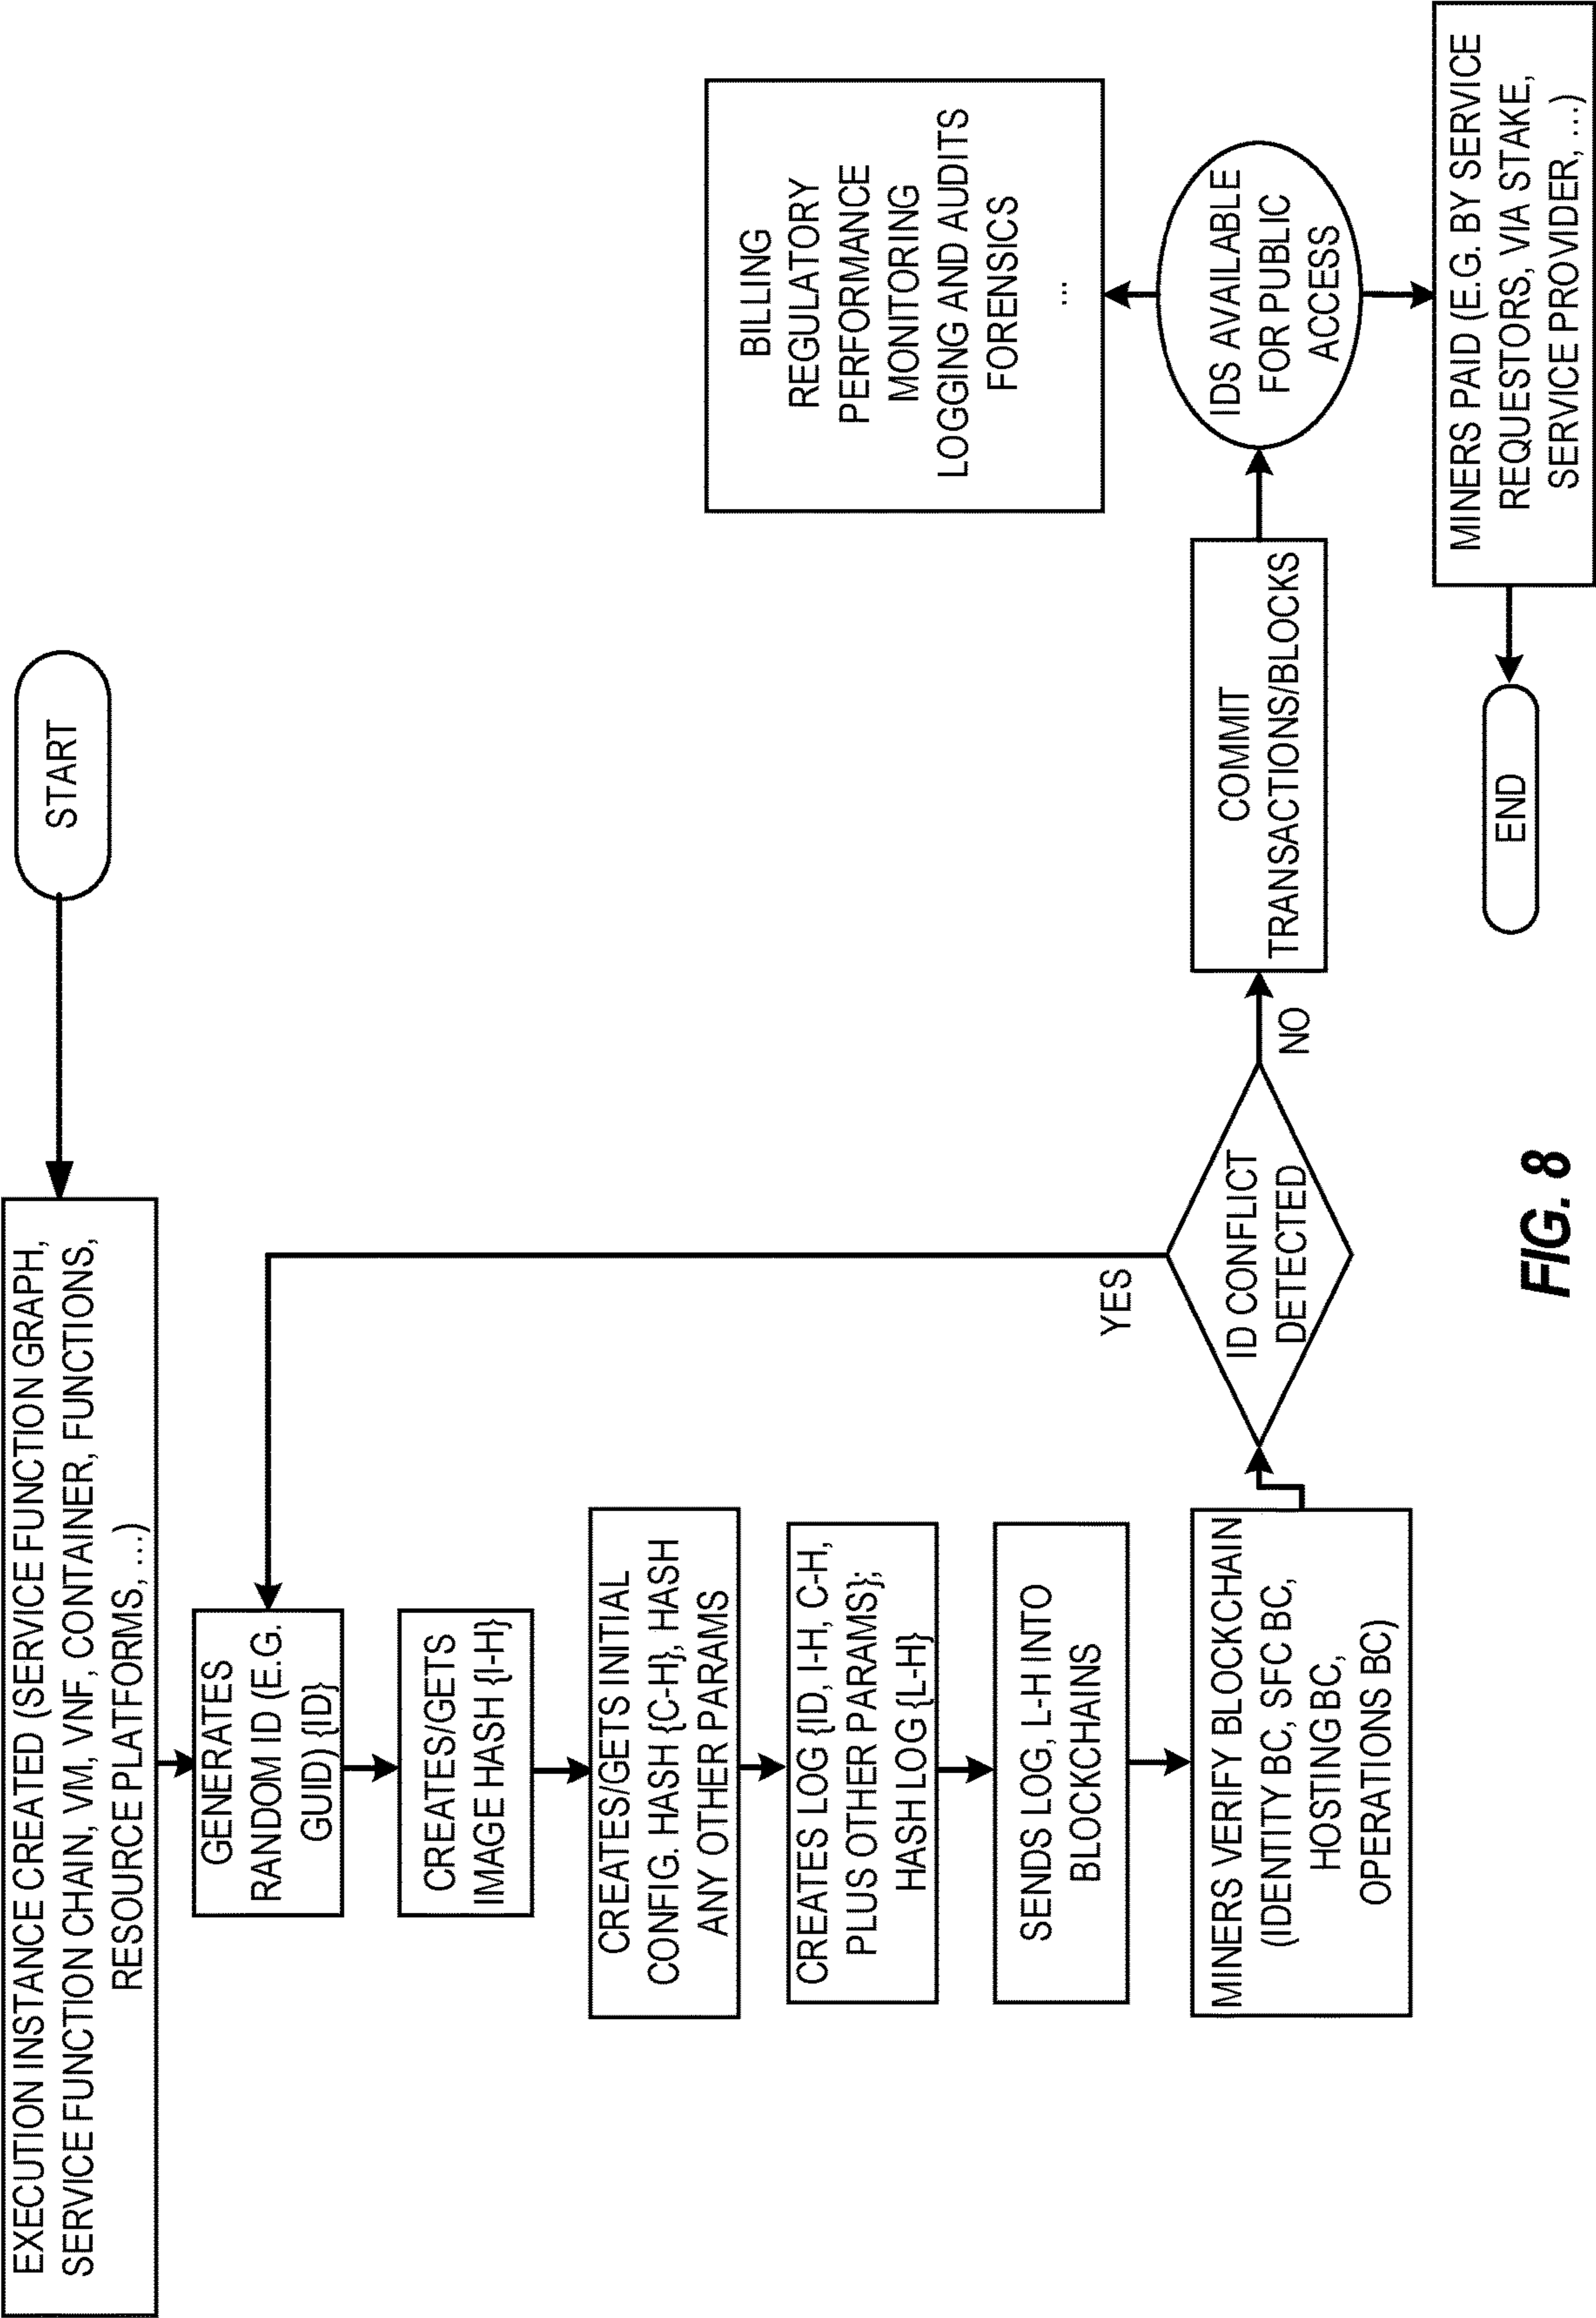 START
EXECUTION INSTANCE CREATED (SERVICE FUNCTION GRAPH,
SERVICE FUNCTION CHAIN, VM, VNF, CONTAINER, FUNCTIONS,
RESOURCE PLATFORMS, ....)
GENERATES
RANDOM ID (E.G.
GUID) {ID}
CREATES/GETS
IMAGE HASH {I-H}
CREATES/GETS INITIAL
CONFIG. HASH {C-H}, HASH
ANY OTHER PARAMS
CREATES LOG {ID, I-H, C-H,
PLUS OTHER PARAMS};
HASH LOG {L-H}
SENDS LOG, L-H INTO
BLOCKCHAINS
MINERS VERIFY BLOCKCHAIN
(IDENTITY BC, SFC BC,
HOSTING BC,
OPERATIONS BC)
ID CONFLICT
DETECTED
YES
NO
COMMIT
TRANSACTIONS/BLOCKS
IDS AVAILABLE
FOR PUBLIC
ACCESS
BILLING
REGULATORY
PERFORMANCE
MONITORING
LOGGING AND AUDITS
FORENSICS
...
MINERS PAID (E.G. BY SERVICE
REQUESTORS, VIA STAKE,
SERVICE PROVIDER, ...)
END
FIG. 8